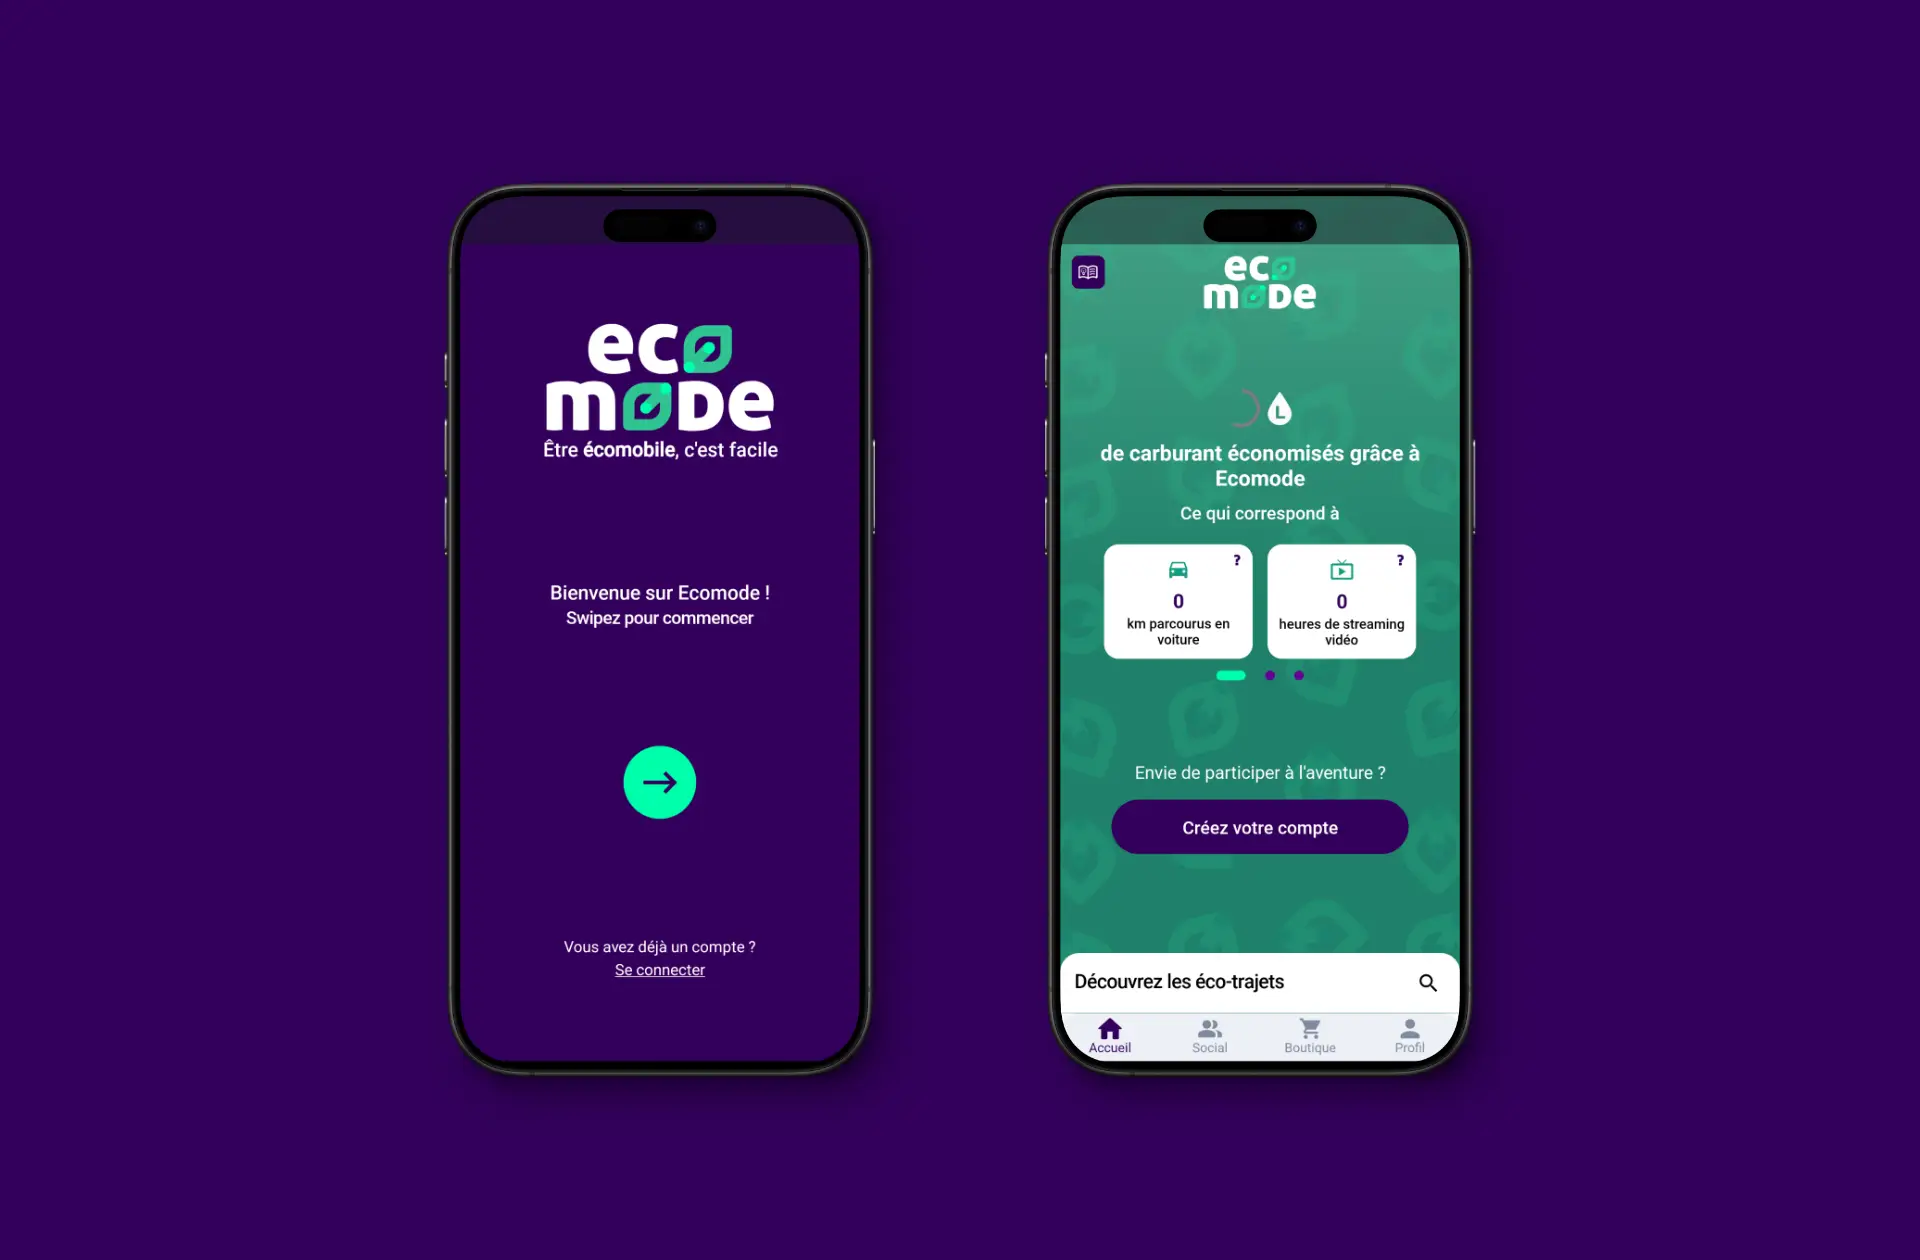 eco
mode
Être écomobile, c'est facile
Bienvenue sur Ecomode !
Swipez pour commencer
Vous avez déjà un compte ?
Se connecter
eco
mode
L
de carburant économisés grâce à
Ecomode
Ce qui correspond à
?
0
km parcourus en
voiture
?
0
heures de streaming
vidéo
Envie de participer à l'aventure ?
Créez votre compte
Découvrez les éco-trajets
Accueil
Social
Boutique
Profil